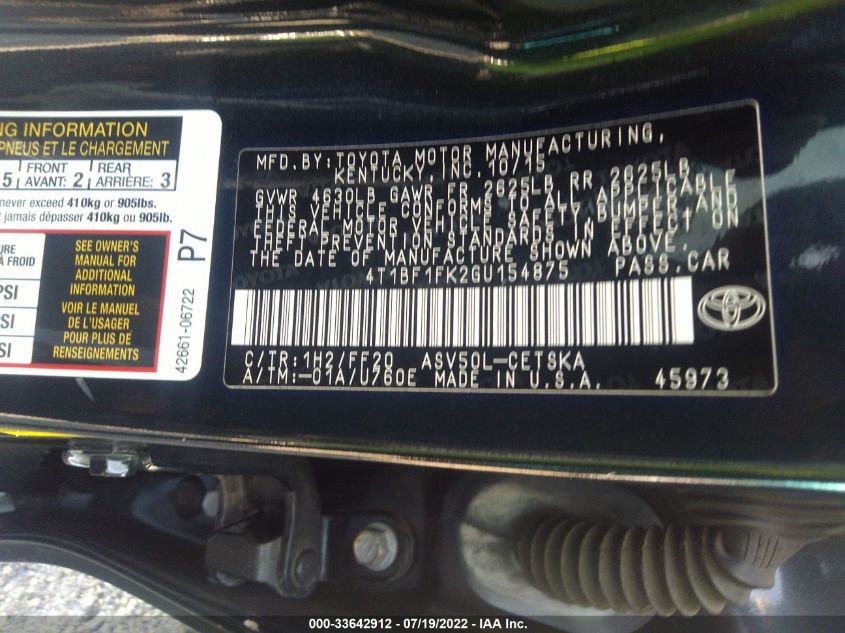 NG INFORMATION
PNEUS ET LE CHARGEMENT
5 FRONT AVANT: 2 REAR ARRIÈRE: 3
never exceed 410kg or 905lbs.
jamais dépasser 410kg ou 905lb.
À FROID
PSI
SI
SEE OWNER'S
MANUAL FOR
ADDITIONAL
INFORMATION
VOIR LE MANUEL
DE L'USAGER
POUR PLUS DE
RENSEIGNEMENTS
P7
42661-06722
MFD. BY: TOYOTA MOTOR MANUFACTURING,
KENTUCKY, INC. 10/15
GVWR 4630LB GAWR FR 2625LB RR 2625LB
THIS VEHICLE CONFORMS TO ALL APPLICABLE
FEDERAL MOTOR VEHICLE SAFETY, BUMPER AND
THEFT PREVENTION STANDARDS IN EFFECT ON
THE DATE OF MANUFACTURE SHOWN ABOVE.
4T1BF1FK2GU154875 PASS. CAR
C/TR: 1H2/FF20 ASV50L-CETSKA
A/TM: -01A/U760E MADE IN U.S.A. 45973
000-33642912 - 07/19/2022 - IAA Inc.